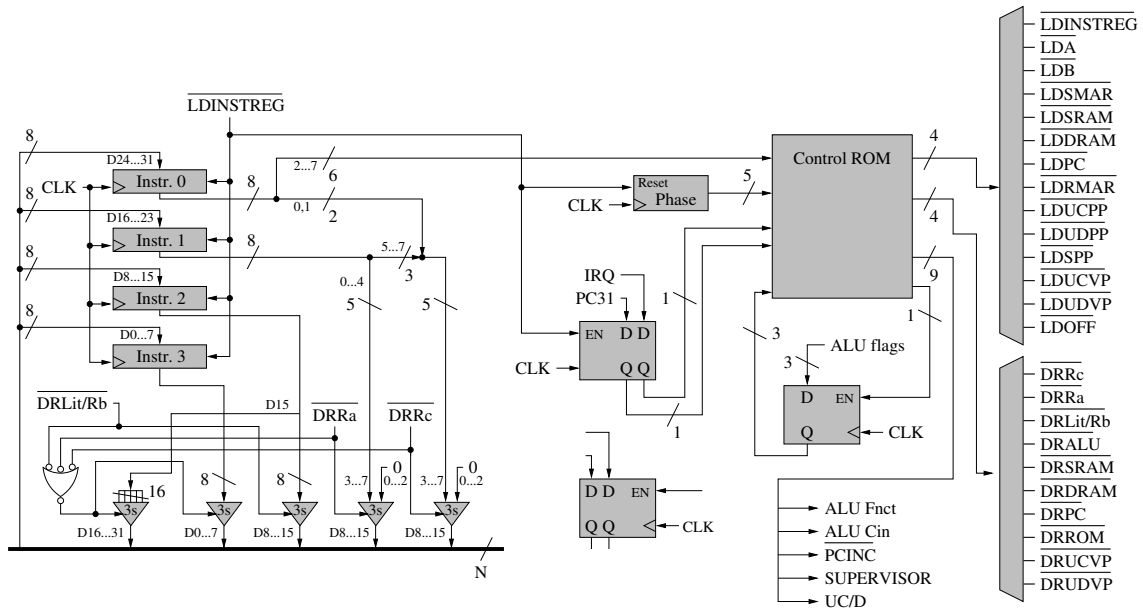 LDINSTREG
8
D24...31
CLK
Instr. 0
8
8
D16...23
Instr. 1
8
8
D8...15
Instr. 2
8
D0...7
Instr. 3
2...7
6
0,1
2
5...7
3
0...4
5
5
DRLit/Rb
D15
DRRa
DRRc
16
8
8
3...7
0
0...2
3...7
0
0...2
3s
3s
3s
3s
3s
D16...31
D0...7
D8...15
D8...15
D8...15
N
Reset
Phase
CLK
5
IRQ
PC31
1
EN
D D
Q Q
CLK
1
D D
EN
Q Q
CLK
Control ROM
4
4
9
1
3
3
ALU flags
D
EN
Q
CLK
ALU Fnct
ALU Cin
PCINC
SUPERVISOR
UC/D
LDINSTREG
LDA
LDB
LDSMAR
LDSRAM
LDDRAM
LDPC
LDRMAR
LDUCPP
LDUDPP
LDSPP
LDUCVP
LDUDVP
LDOFF
DRRc
DRRa
DRLit/Rb
DRALU
DRSRAM
DRDRAM
DRPC
DRROM
DRUCVP
DRUDVP